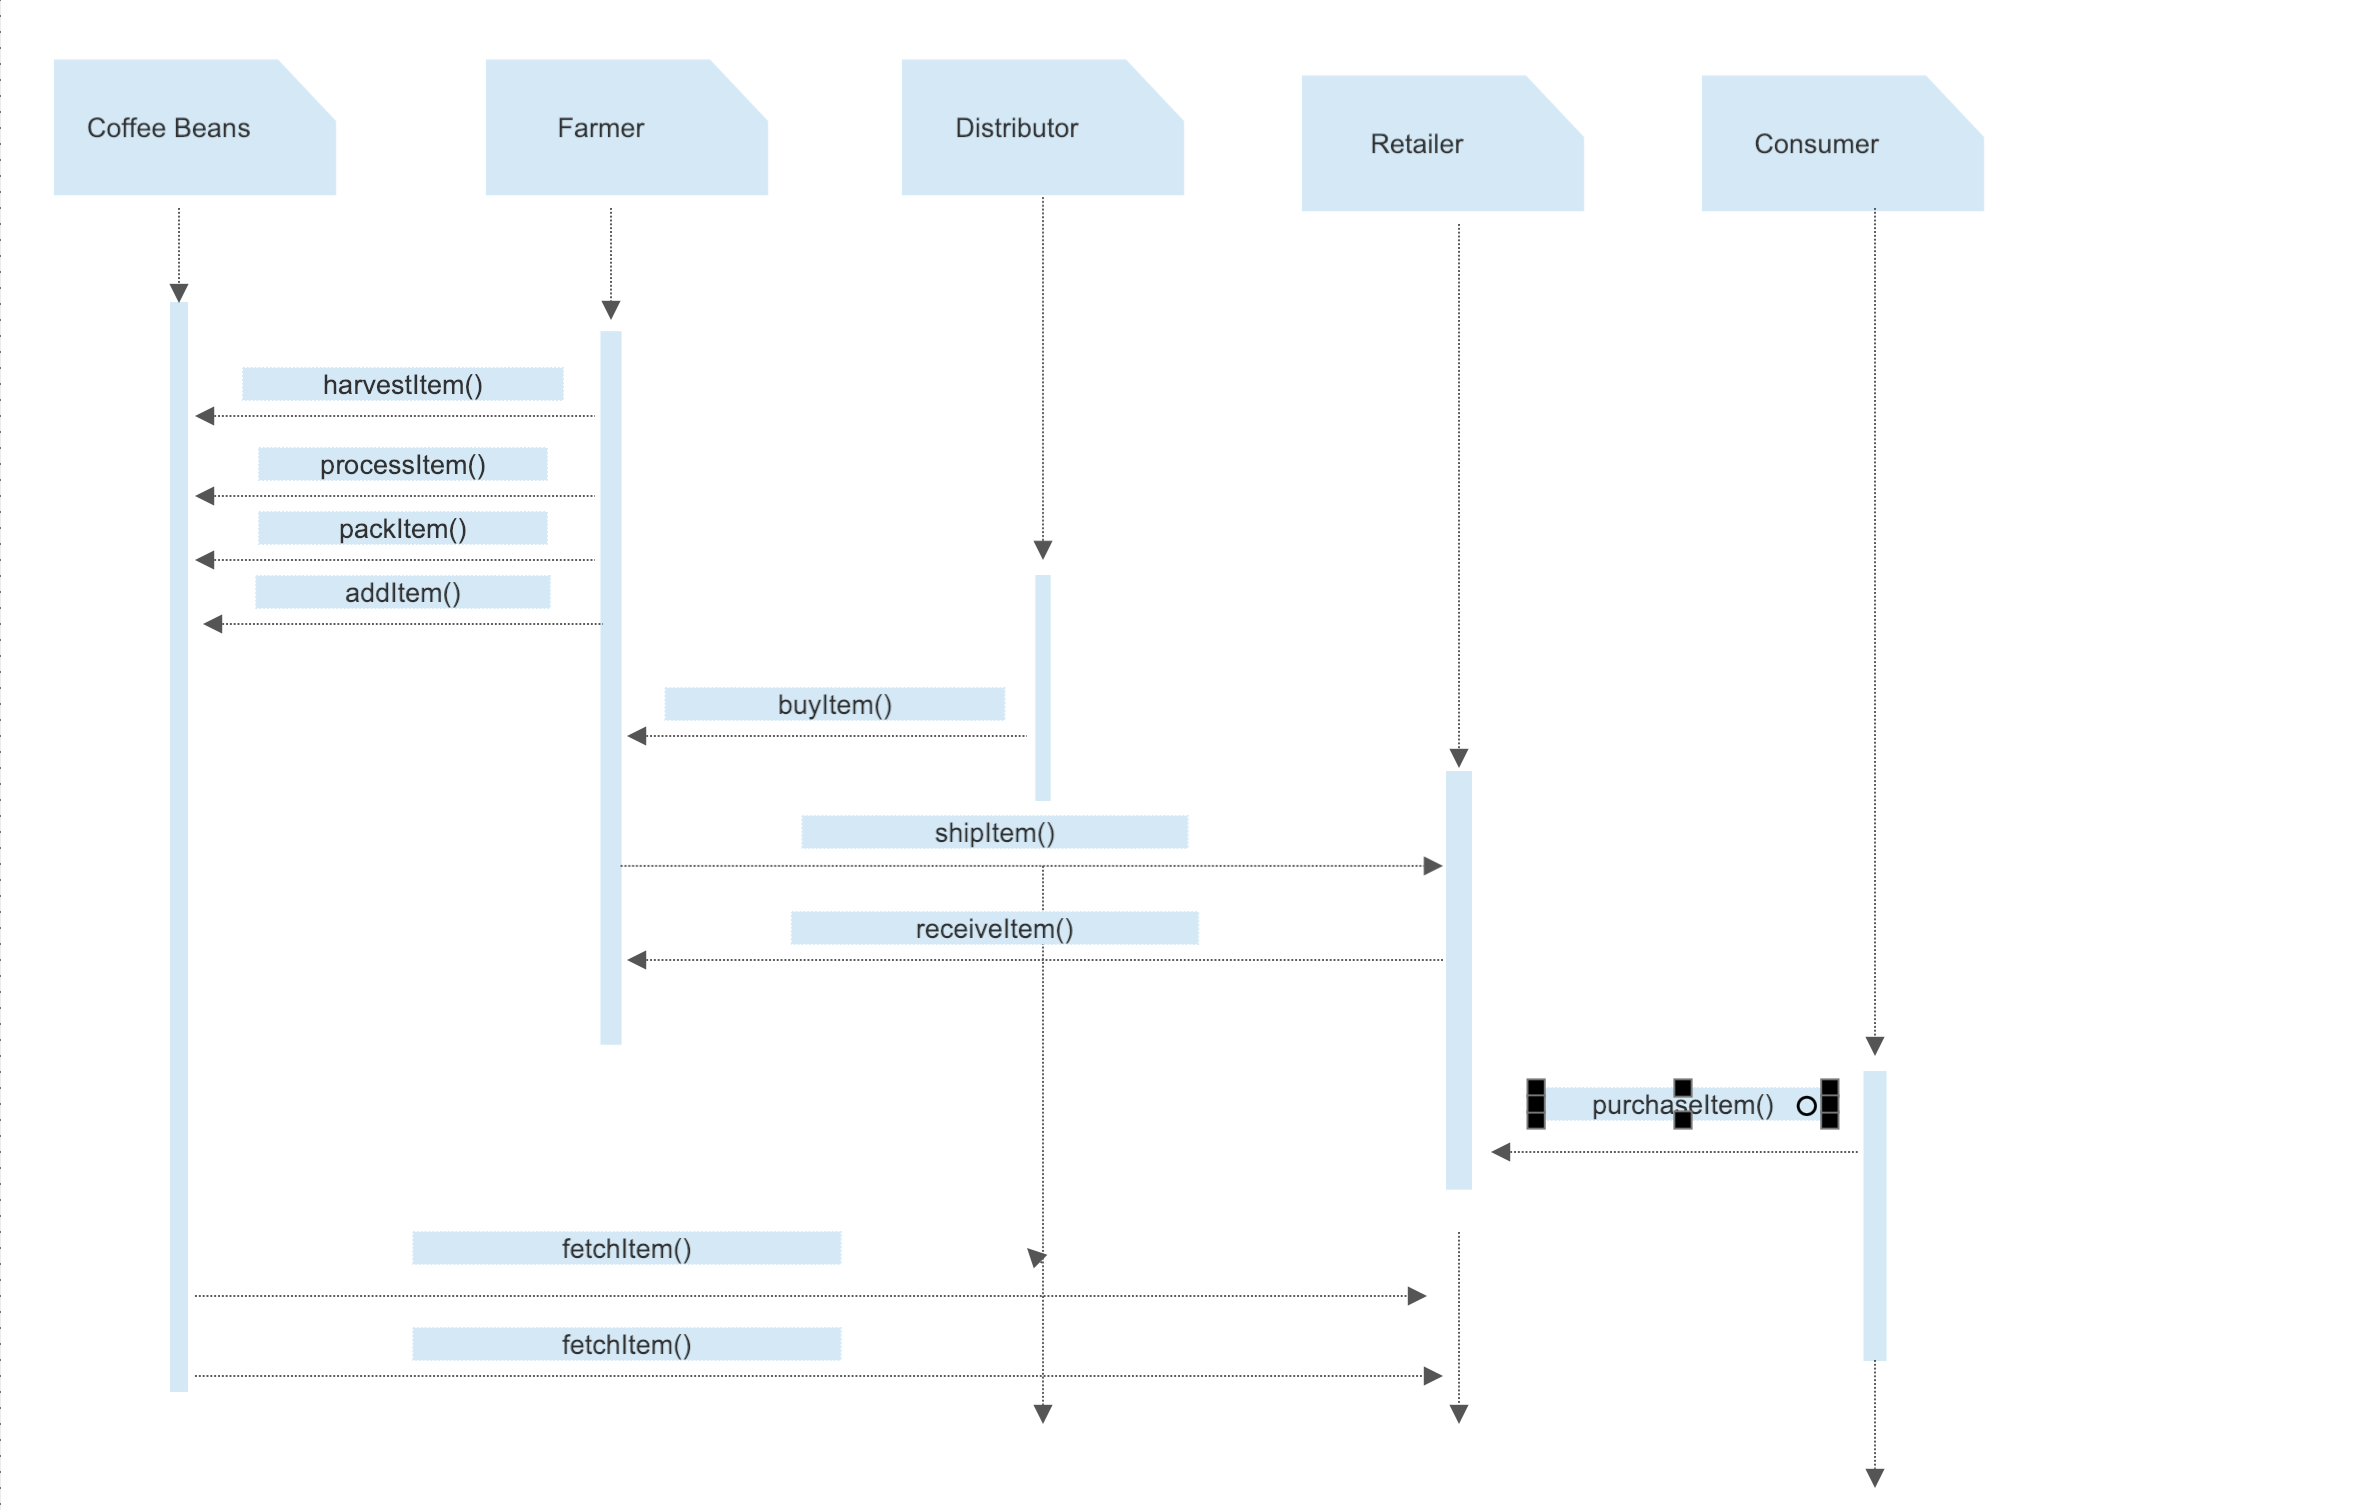 Coffee Beans
Farmer
Distributor
Retailer
Consumer
harvestItem()
processItem()
packItem()
addItem()
buyItem()
shipItem()
receiveItem()
purchaseItem()
fetchItem()
fetchItem()